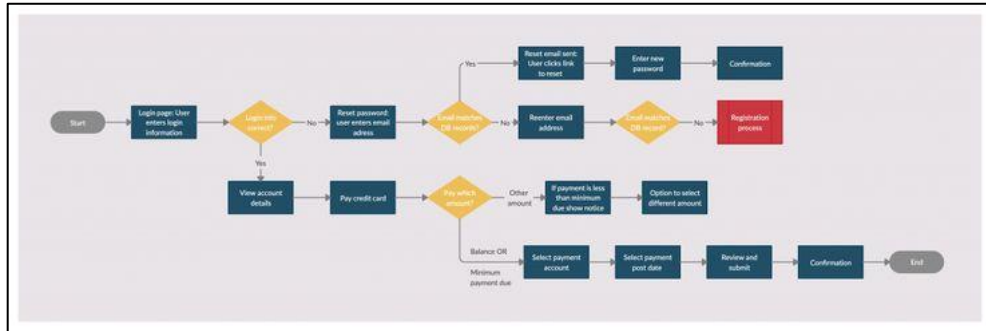 Yes
Reset email sent:
User clicks link
to reset
Enter new
password
Confirmation
Start
Login page: User
enters login
information
Login info
correct?
No
Reset password:
user enters email
adress
Email matches
DB records?
No
Reenter email
address
Email matches
DB record?
No
Registration
process
Yes
View account
details
Pay credit card
Pay which
amount?
Other
amount
If payment is less
than minimum
due show notice
Option to select
different amount
Balance OR
Minimum
payment due
Select payment
account
Select payment
post date
Review and
submit
Confirmation
End